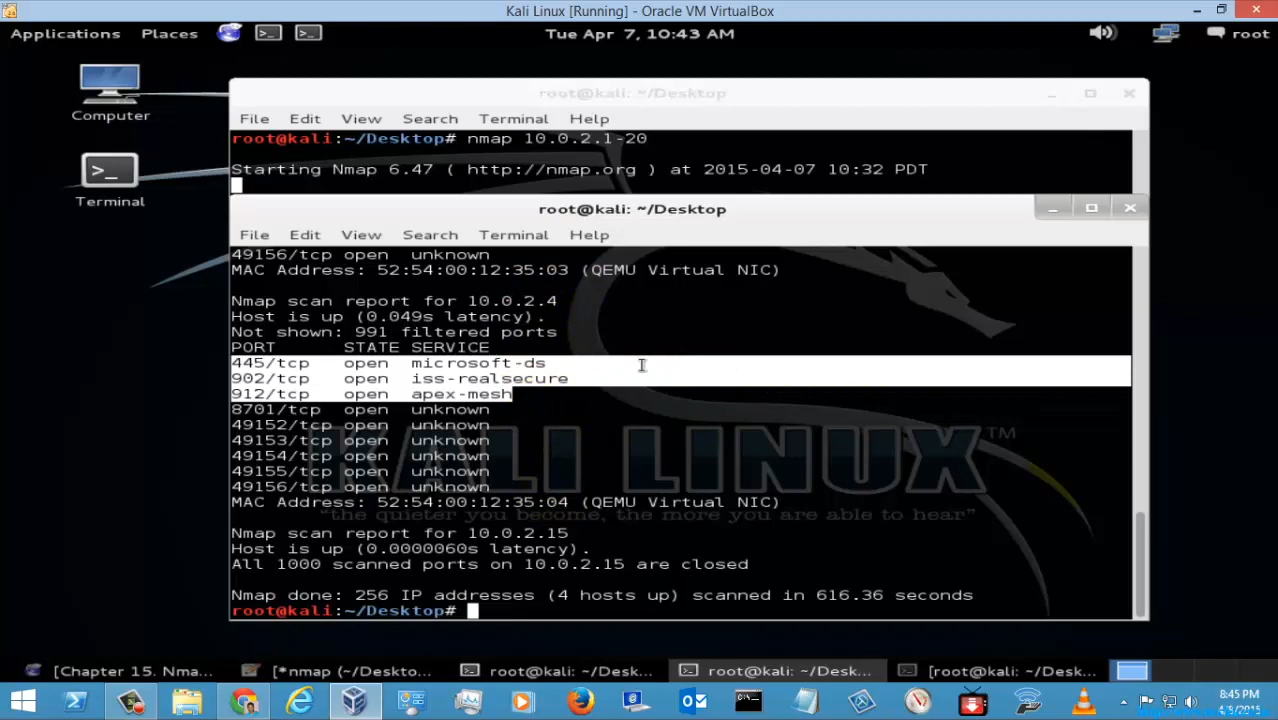 Kali Linux [Running] - Oracle VM VirtualBox
Applications Places Tue Apr 7, 10:43 AM root
Computer
Terminal
root@kali: ~/Desktop
File Edit View Search Terminal Help
root@kali:~/Desktop# nmap 10.0.2.1-20
Starting Nmap 6.47 ( http://nmap.org ) at 2015-04-07 10:32 PDT
root@kali: ~/Desktop
File Edit View Search Terminal Help
49156/tcp open unknown
MAC Address: 52:54:00:12:35:03 (QEMU Virtual NIC)
Nmap scan report for 10.0.2.4
Host is up (0.049s latency).
Not shown: 991 filtered ports
PORT STATE SERVICE
445/tcp open microsoft-ds
902/tcp open iss-realsecure
912/tcp open apex-mesh
8701/tcp open unknown
49152/tcp open unknown
49153/tcp open unknown
49154/tcp open unknown
49155/tcp open unknown
49156/tcp open unknown
MAC Address: 52:54:00:12:35:04 (QEMU Virtual NIC)
KALI LINUX™
"the quieter you become, the more you are able to hear"
Nmap scan report for 10.0.2.15
Host is up (0.0000060s latency).
All 1000 scanned ports on 10.0.2.15 are closed
Nmap done: 256 IP addresses (4 hosts up) scanned in 616.36 seconds
root@kali:~/Desktop#
[Chapter 15. Nma... [*nmap (~/Deskto... root@kali: ~/Desk... root@kali: ~/Desk... [root@kali: ~/Desk...
8:45 PM